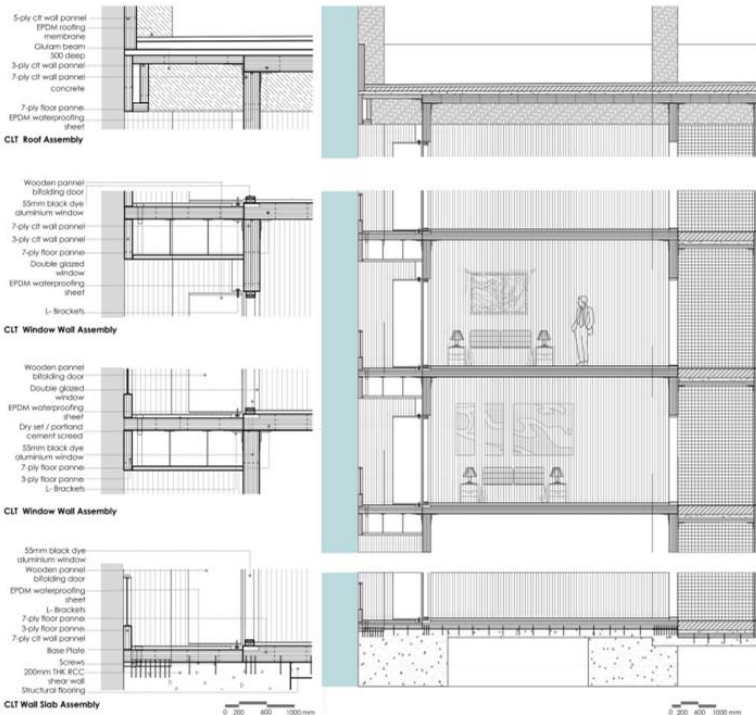 5-ply clt wall pannel
EPDM roofing
membrane
Glulam beam
500 deep
3-ply clt wall pannel
7-ply clt wall pannel
concrete
7-ply floor panne
EPDM waterproofing
sheet
CLT Roof Assembly
Wooden pannel
bifolding door
55mm black dye
aluminium window
7-ply clt wall pannel
3-ply clt wall pannel
7-ply floor panne
Double glazed
window
EPDM waterproofing
sheet
L- Brackets
CLT Window Wall Assembly
Wooden pannel
bifolding door
Double glazed
window
EPDM waterproofing
sheet
Dry set / portland
cement screed
55mm black dye
aluminium window
7-ply floor panne
3-ply floor panne
L- Brackets
CLT Window Wall Assembly
55mm black dye
aluminium window
Wooden pannel
bifolding door
EPDM waterproofing
sheet
L- Brackets
7-ply floor panne
3-ply floor panne
7-ply clt wall pannel
Base Plate
Screws
200mm THK RCC
shear wall
Structural flooring
CLT Wall Slab Assembly
0 200 600 1000 mm
0 200 400 1000 mm